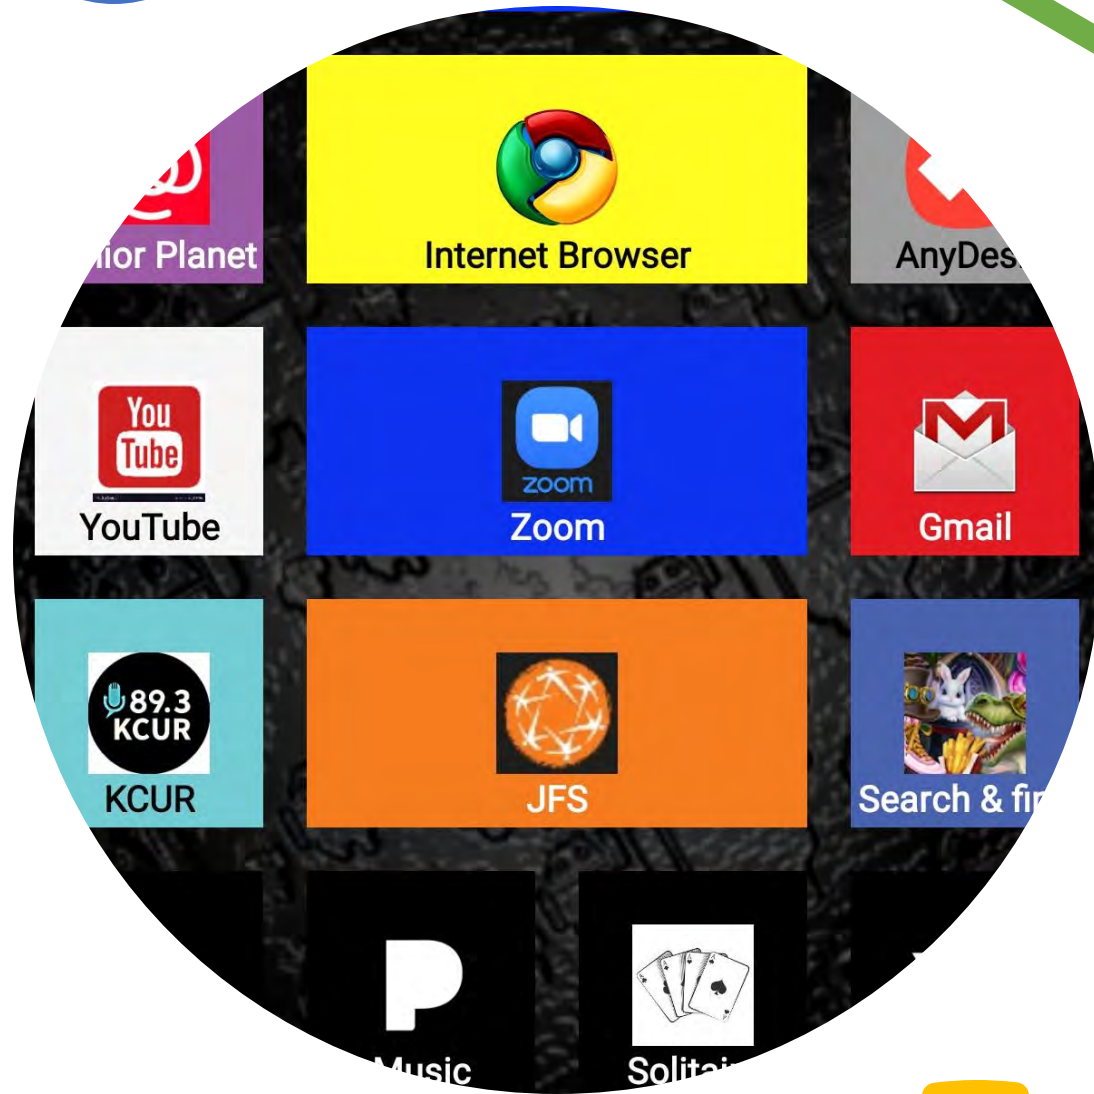 Internet Browser
ior Planet
AnyDes
You
Tube
YouTube
zoom
Zoom
Gmail
89.3
KCUR
KCUR
JFS
Search & fi
Music
Solitai